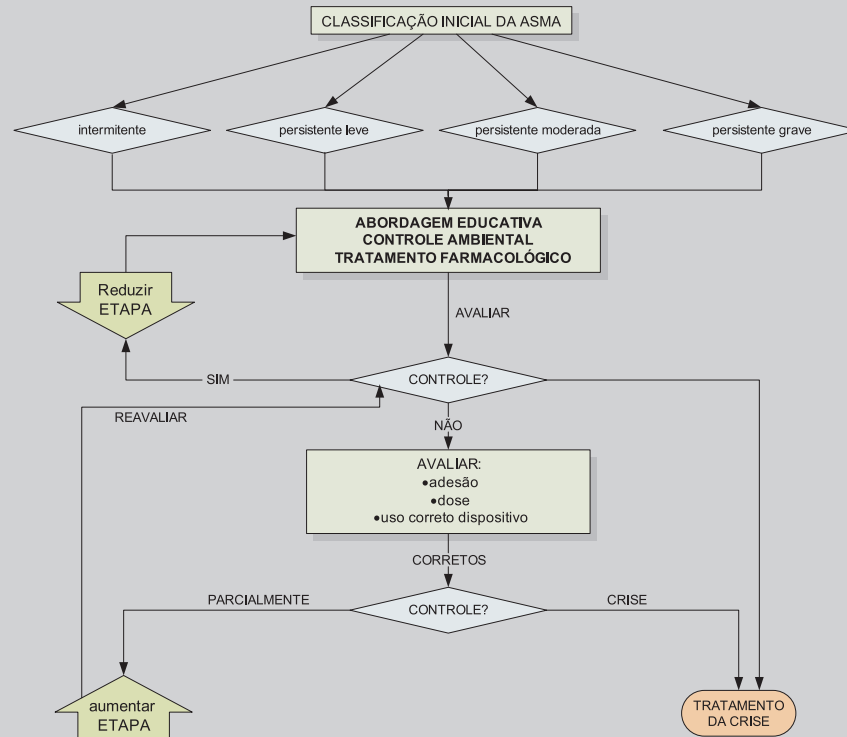 CLASSIFICAÇÃO INICIAL DA ASMA
intermitente
persistente leve
persistente moderada
persistente grave
ABORDAGEM EDUCATIVA
CONTROLE AMBIENTAL
TRATAMENTO FARMACOLÓGICO
Reduzir
ETAPA
AVALIAR
SIM
CONTROLE?
REAVALIAR
NÃO
AVALIAR:
•adesão
•dose
•uso correto dispositivo
CORRETOS
PARCIALMENTE
CONTROLE?
CRISE
aumentar
ETAPA
TRATAMENTO
DA CRISE